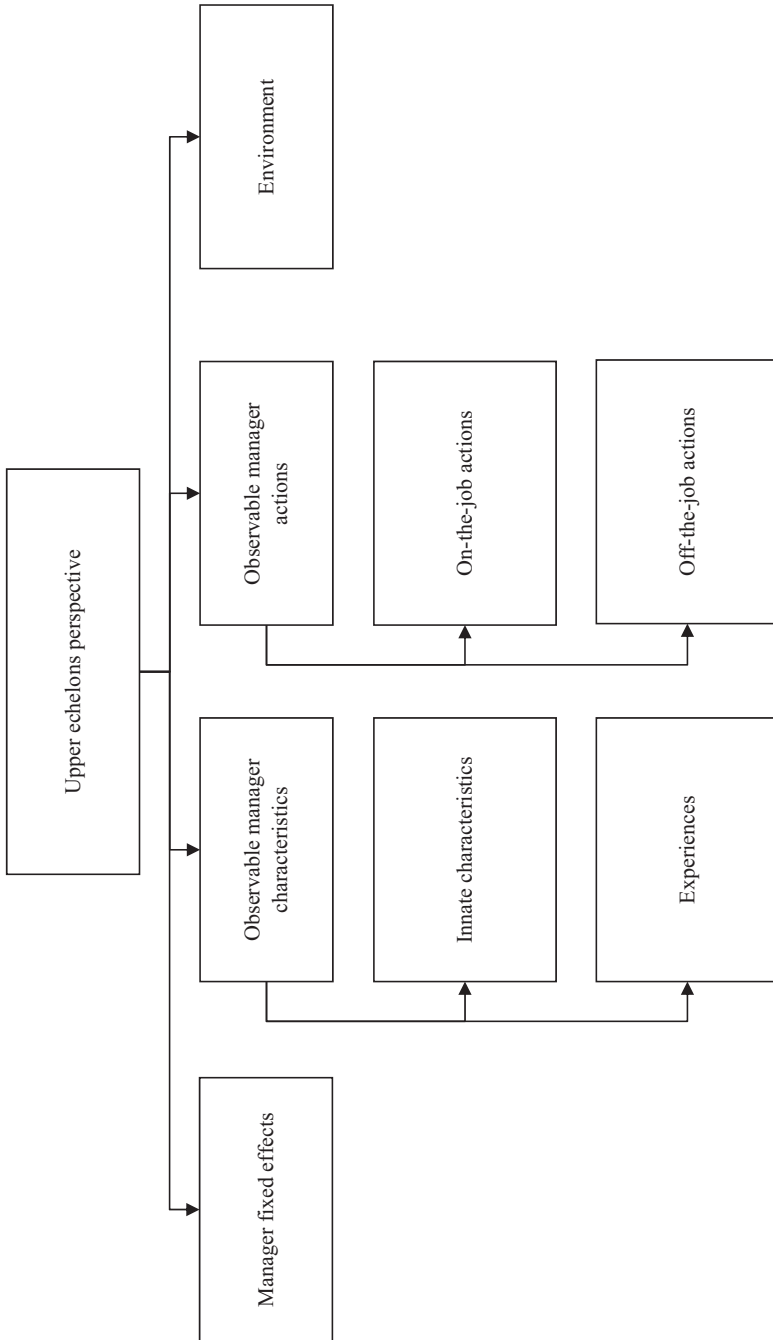 Upper echelons perspective
Manager fixed effects
Observable manager
characteristics
Observable manager
actions
Environment
Innate characteristics
On-the-job actions
Experiences
Off-the-job actions